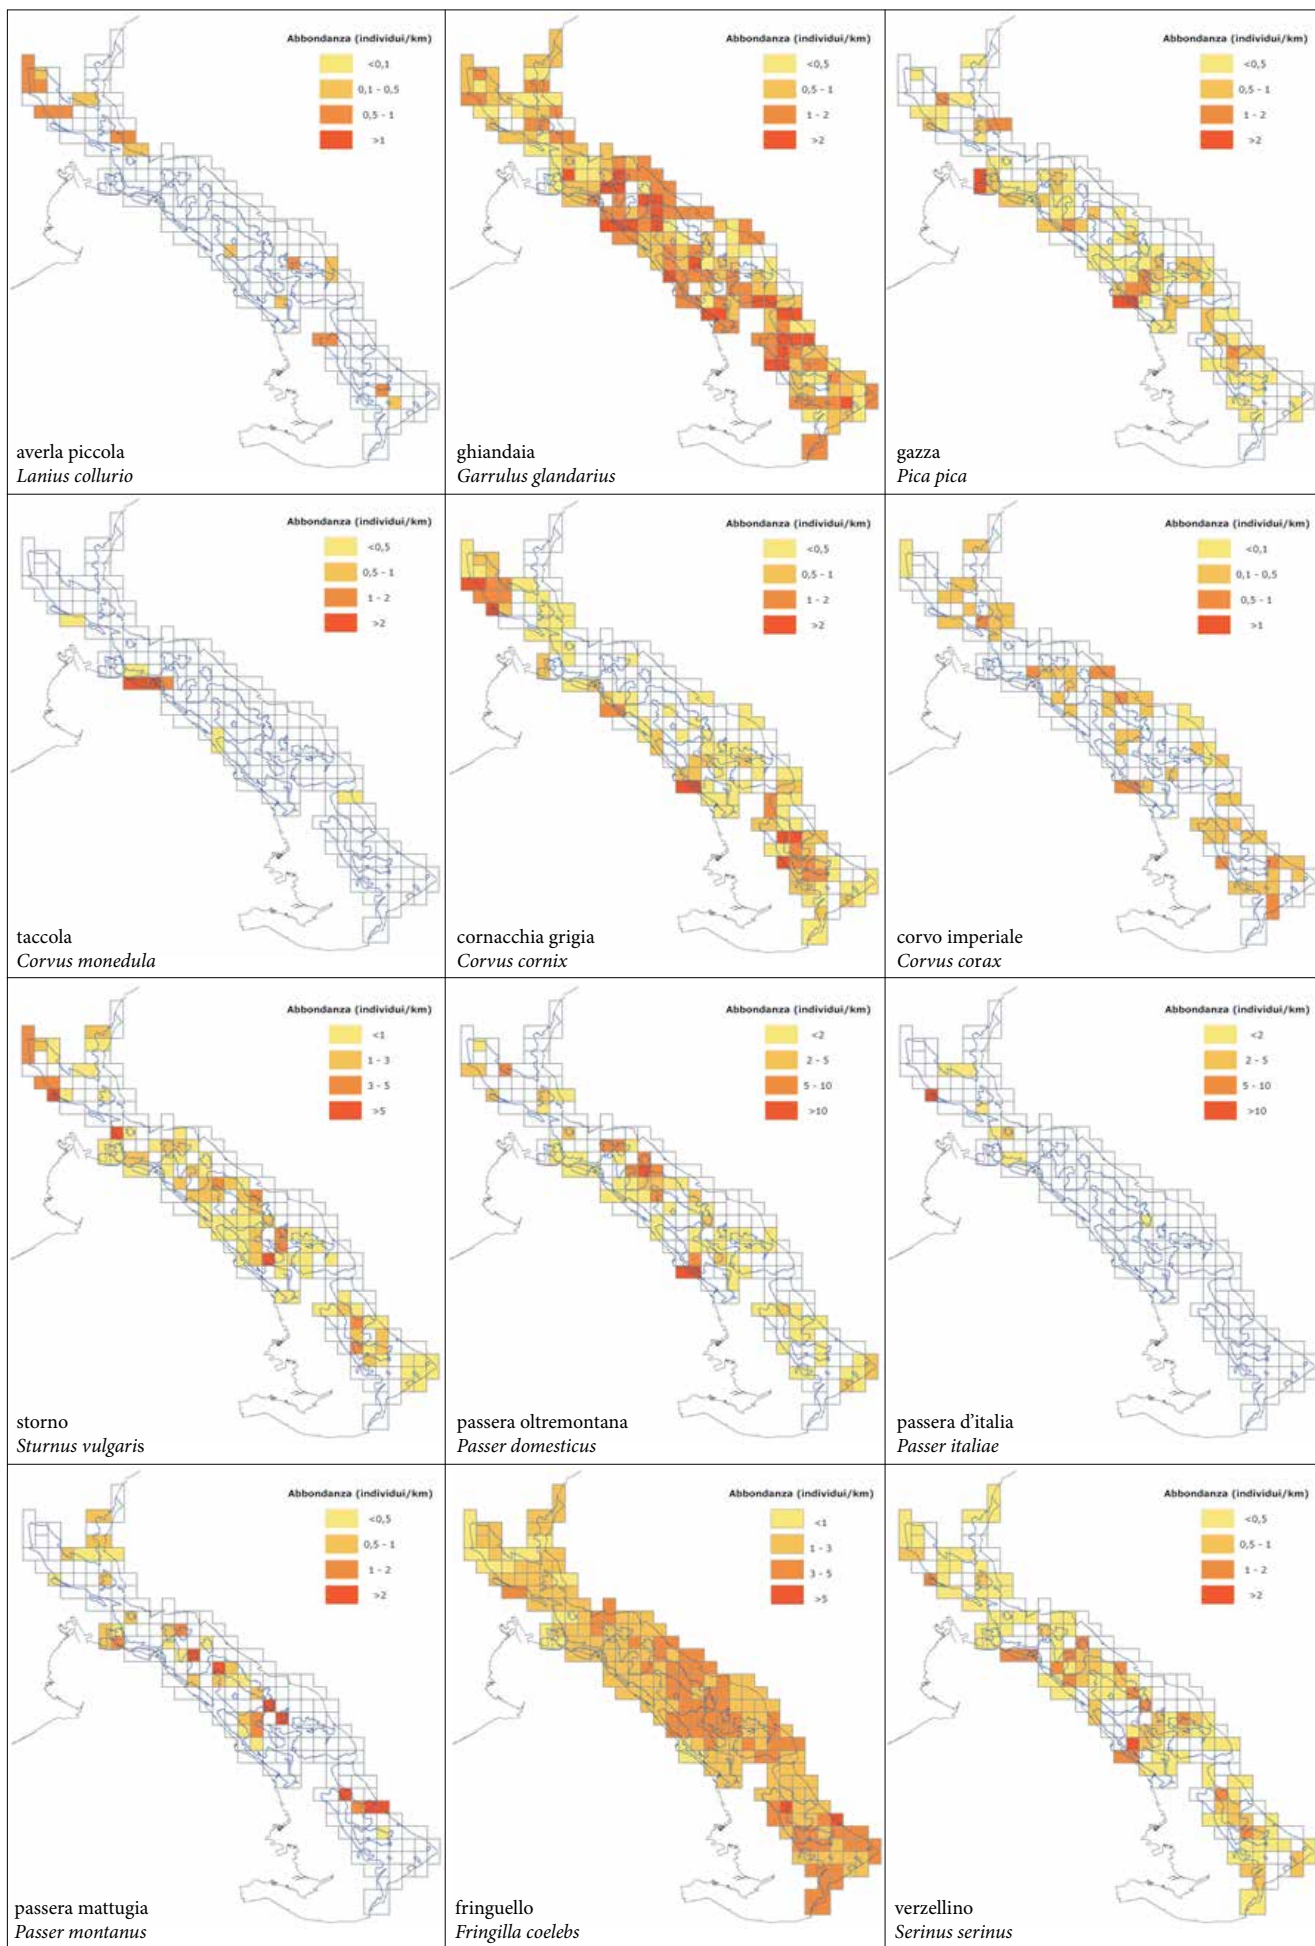 Abbondanza (individui/km)
<0,1
0,1 - 0,5
0,5 - 1
>1
averla piccola
Lanius collurio
Abbondanza (individui/km)
<0,5
0,5 - 1
1 - 2
>2
ghiandaia
Garrulus glandarius
Abbondanza (individui/km)
<0,5
0,5 - 1
1 - 2
>2
gazza
Pica pica
Abbondanza (individui/km)
<0,5
0,5 - 1
1 - 2
>2
taccola
Corvus monedula
Abbondanza (individui/km)
<0,5
0,5 - 1
1 - 2
>2
cornacchia grigia
Corvus cornix
Abbondanza (individui/km)
<0,1
0,1 - 0,5
0,5 - 1
>1
corvo imperiale
Corvus corax
Abbondanza (individui/km)
<1
1 - 3
3 - 5
>5
storno
Sturnus vulgaris
Abbondanza (individui/km)
<2
2 - 5
5 - 10
>10
passera oltremontana
Passer domesticus
Abbondanza (individui/km)
<2
2 - 5
5 - 10
>10
passera d'italia
Passer italiae
Abbondanza (individui/km)
<0,5
0,5 - 1
1 - 2
>2
passera mattugia
Passer montanus
Abbondanza (individui/km)
<1
1 - 3
3 - 5
>5
fringuello
Fringilla coelebs
Abbondanza (individui/km)
<0,5
0,5 - 1
1 - 2
>2
verzellino
Serinus serinus